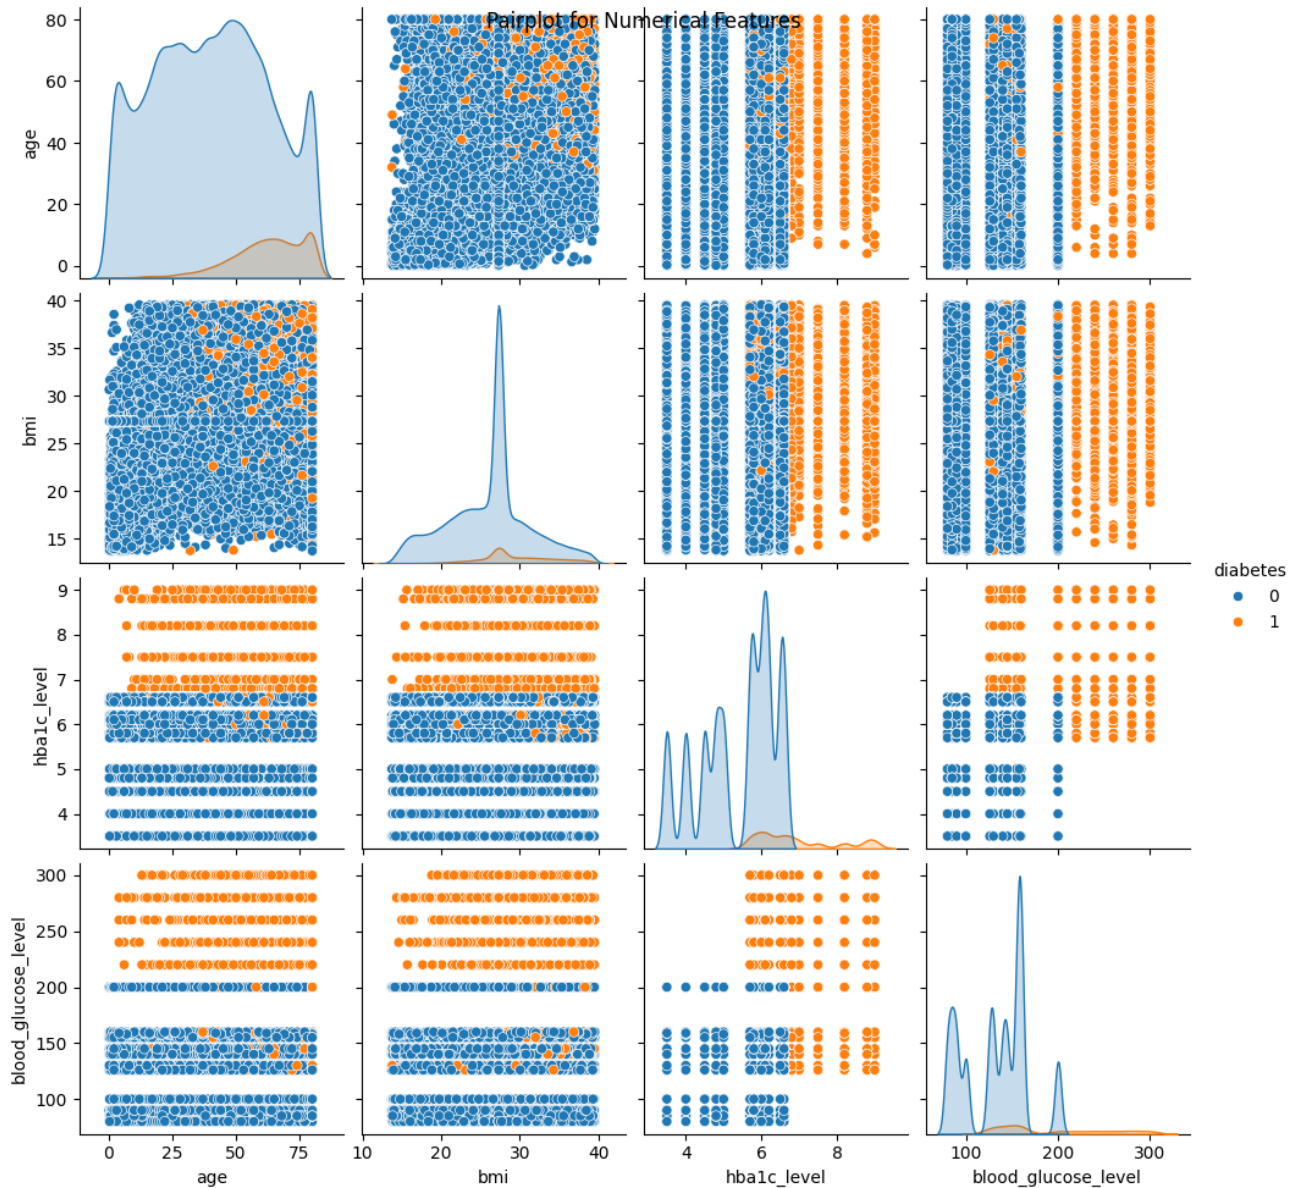 Pairplot for Numerical Features
80
60
40
20
0
age
40
35
30
25
20
15
bmi
diabetes
0
1
9
8
7
6
5
4
hba1c_level
300
250
200
150
100
blood_glucose_level
0 25 50 75
10 20 30 40
4 6 8
100 200 300
age
bmi
hba1c_level
blood_glucose_level